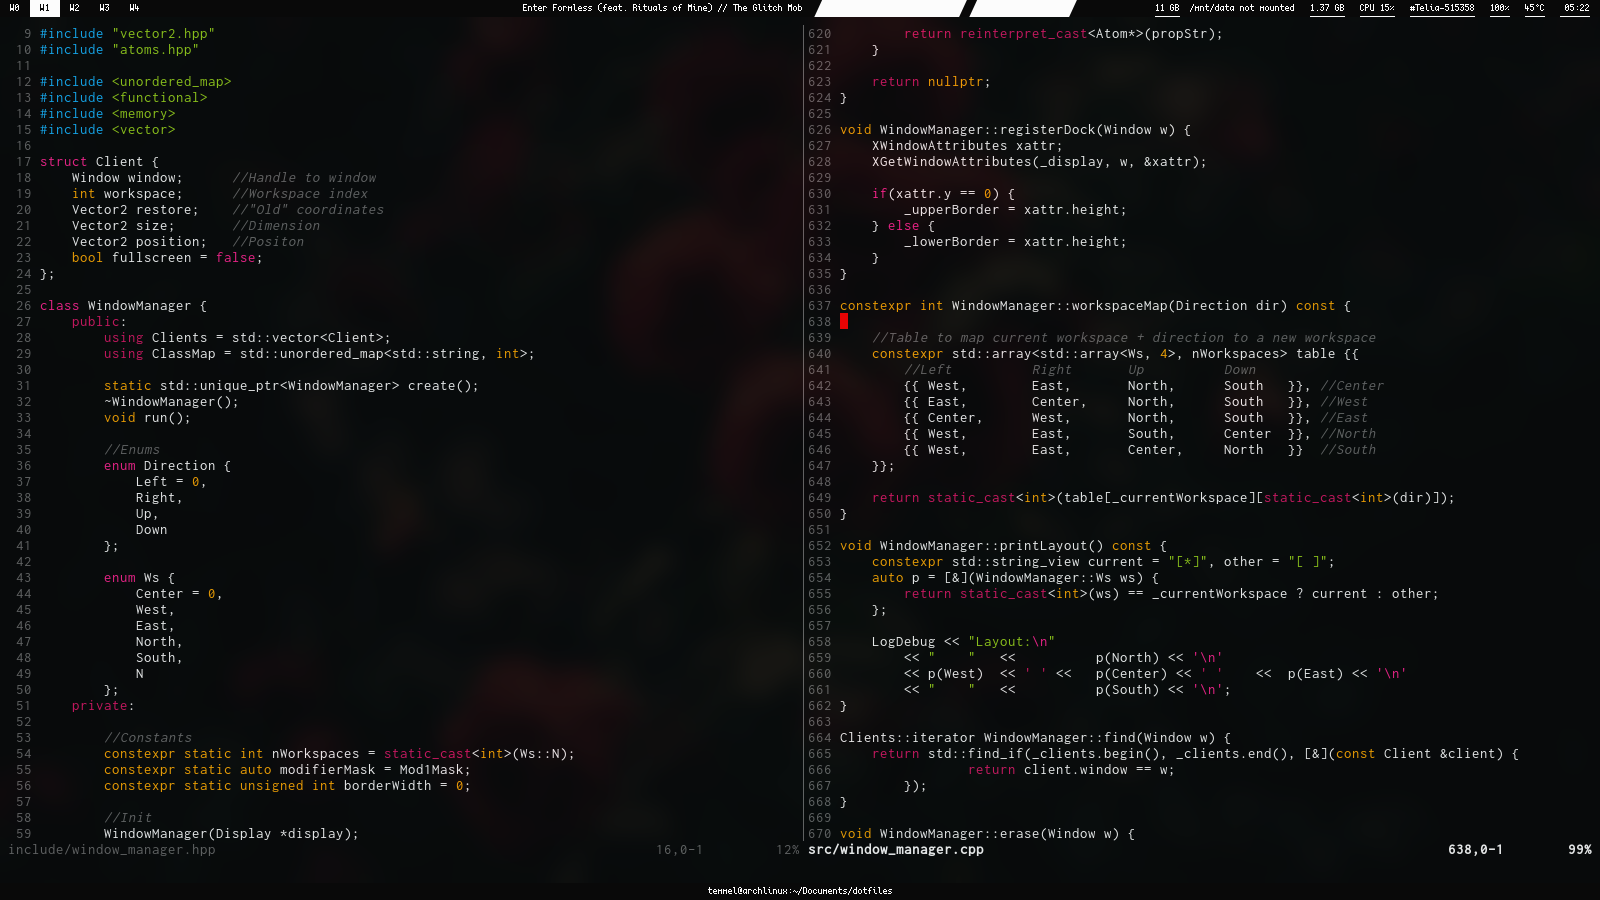 W0 W1 W2 W3 W4 Enter Formless (feat. Rituals of Mine) // The Glitch Mob 11 GB /mnt/data not mounted 1.37 GB CPU 15% #Telia-515358 100% 45°C 05:22
9 #include "vector2.hpp"
10 #include "atoms.hpp"
11
12 #include <unordered_map>
13 #include <functional>
14 #include <memory>
15 #include <vector>
16
17 struct Client {
18     Window window;      //Handle to window
19     int workspace;      //Workspace index
20     Vector2 restore;    //"Old" coordinates
21     Vector2 size;       //Dimension
22     Vector2 position;   //Positon
23     bool fullscreen = false;
24 };
25
26 class WindowManager {
27     public:
28         using Clients = std::vector<Client>;
29         using ClassMap = std::unordered_map<std::string, int>;
30
31         static std::unique_ptr<WindowManager> create();
32         ~WindowManager();
33         void run();
34
35         //Enums
36         enum Direction {
37             Left = 0,
38             Right,
39             Up,
40             Down
41         };
42
43         enum Ws {
44             Center = 0,
45             West,
46             East,
47             North,
48             South,
49             N
50         };
51     private:
52
53         //Constants
54         constexpr static int nWorkspaces = static_cast<int>(Ws::N);
55         constexpr static auto modifierMask = Mod1Mask;
56         constexpr static unsigned int borderWidth = 0;
57
58         //Init
59         WindowManager(Display *display);
include/window_manager.hpp 16,0-1 12%
620         return reinterpret_cast<Atom*>(propStr);
621     }
622
623     return nullptr;
624 }
625
626 void WindowManager::registerDock(Window w) {
627     XWindowAttributes xattr;
628     XGetWindowAttributes(_display, w, &xattr);
629
630     if(xattr.y == 0) {
631         _upperBorder = xattr.height;
632     } else {
633         _lowerBorder = xattr.height;
634     }
635 }
636
637 constexpr int WindowManager::workspaceMap(Direction dir) const {
638
639     //Table to map current workspace + direction to a new workspace
640     constexpr std::array<std::array<Ws, 4>, nWorkspaces> table {{
641         //Left          Right       Up          Down
642         {{ West,        East,       North,      South   }}, //Center
643         {{ East,        Center,     North,      South   }}, //West
644         {{ Center,      West,       North,      South   }}, //East
645         {{ West,        East,       South,      Center  }}, //North
646         {{ West,        East,       Center,     North   }}  //South
647     }};
648
649     return static_cast<int>(table[_currentWorkspace][static_cast<int>(dir)]);
650 }
651
652 void WindowManager::printLayout() const {
653     constexpr std::string_view current = "[*]", other = "[ ]";
654     auto p = [&](WindowManager::Ws ws) {
655         return static_cast<int>(ws) == _currentWorkspace ? current : other;
656     };
657
658     LogDebug << "Layout:\n"
659         << "    "   <<          p(North) << '\n'
660         << p(West)  << ' ' <<   p(Center) << ' '    <<  p(East) << '\n'
661         << "    "   <<          p(South) << '\n';
662 }
663
664 Clients::iterator WindowManager::find(Window w) {
665     return std::find_if(_clients.begin(), _clients.end(), [&](const Client &client) {
666                 return client.window == w;
667         });
668 }
669
670 void WindowManager::erase(Window w) {
src/window_manager.cpp 638,0-1 99%
temmel@archlinux:~/Documents/dotfiles